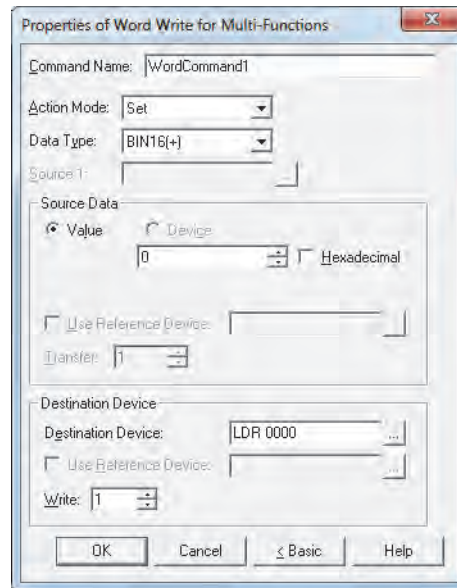 Properties of Word Write for Multi-Functions
Command Name: WordCommand1
Action Mode: Set
Data Type: BIN16(+)
Source 1: ...
Source Data
Value Device
0 Hexadecimal
Use Reference Device:
Transfer: 1
Destination Device
Destination Device: LDR 0000 ...
Use Reference Device: ...
Write: 1
OK Cancel < Basic Help